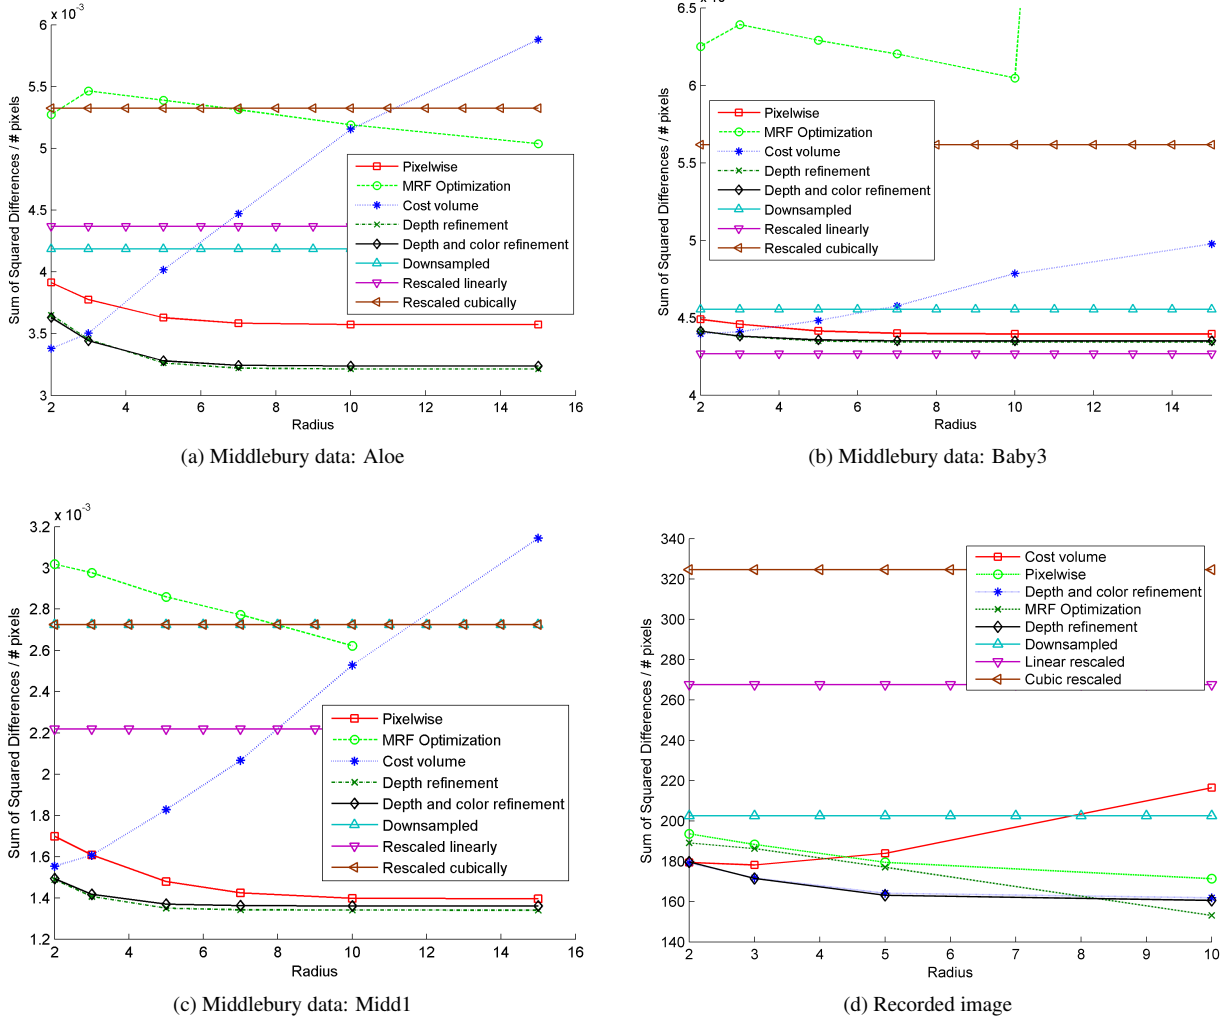 x 10⁻³
6
5.5
5
4.5
4
3.5
3
Sum of Squared Differences / # pixels
2 4 6 8 10 12 14 16
Radius
Pixelwise
MRF Optimization
Cost volume
Depth refinement
Depth and color refinement
Downsampled
Rescaled linearly
Rescaled cubically
(a) Middlebury data: Aloe
6.5
6
5.5
5
4.5
4
Sum of Squared Differences / # pixels
2 4 6 8 10 12 14
Radius
Pixelwise
MRF Optimization
Cost volume
Depth refinement
Depth and color refinement
Downsampled
Rescaled linearly
Rescaled cubically
(b) Middlebury data: Baby3
x 10⁻³
3.2
3
2.8
2.6
2.4
2.2
2
1.8
1.6
1.4
1.2
Sum of Squared Differences / # pixels
2 4 6 8 10 12 14 16
Radius
Pixelwise
MRF Optimization
Cost volume
Depth refinement
Depth and color refinement
Downsampled
Rescaled linearly
Rescaled cubically
(c) Middlebury data: Midd1
340
320
300
280
260
240
220
200
180
160
140
Sum of Squared Differences / # pixels
2 3 4 5 6 7 8 9 10
Radius
Cost volume
Pixelwise
Depth and color refinement
MRF Optimization
Depth refinement
Downsampled
Linear rescaled
Cubic rescaled
(d) Recorded image